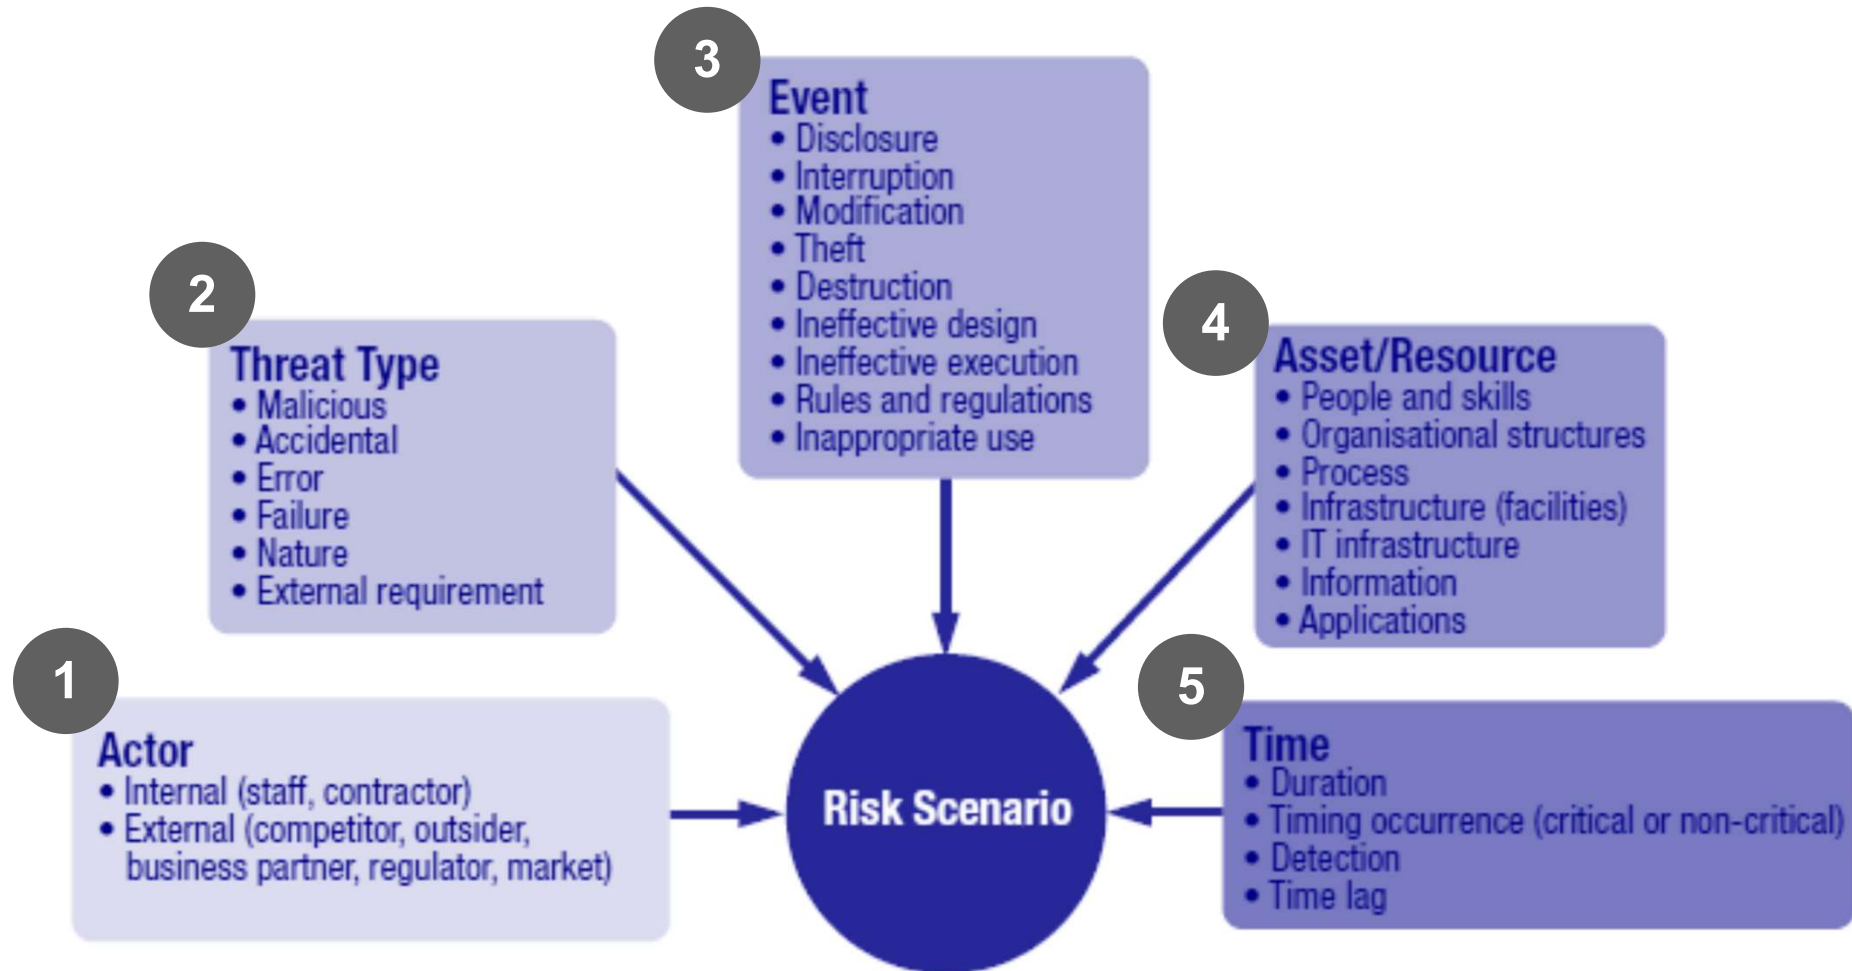 1
Actor
• Internal (staff, contractor)
• External (competitor, outsider,
business partner, regulator, market)
2
Threat Type
• Malicious
• Accidental
• Error
• Failure
• Nature
• External requirement
3
Event
• Disclosure
• Interruption
• Modification
• Theft
• Destruction
• Ineffective design
• Ineffective execution
• Rules and regulations
• Inappropriate use
4
Asset/Resource
• People and skills
• Organisational structures
• Process
• Infrastructure (facilities)
• IT infrastructure
• Information
• Applications
5
Time
• Duration
• Timing occurrence (critical or non-critical)
• Detection
• Time lag
Risk Scenario